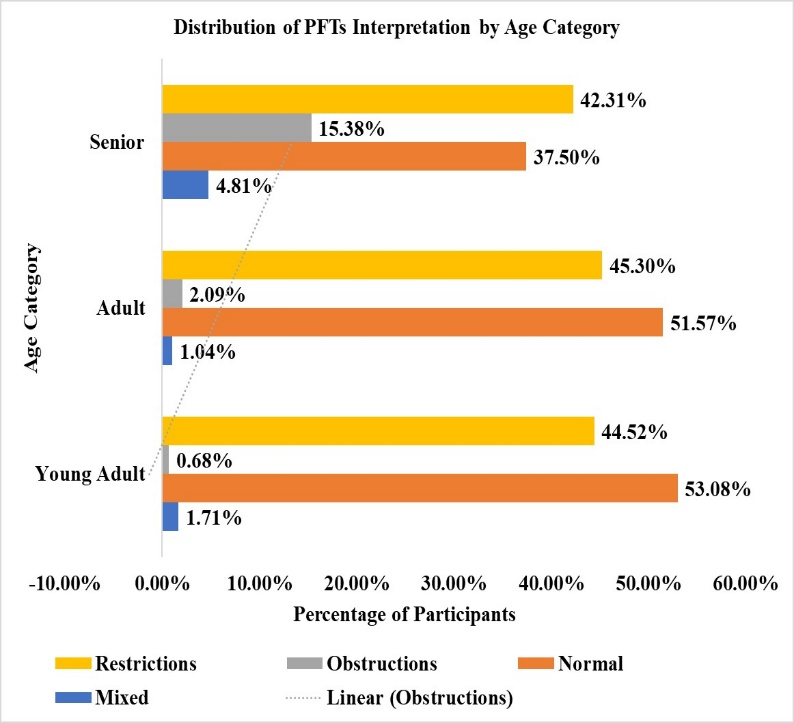 Distribution of PFTs Interpretation by Age Category
42.31%
Senior
15.38%
37.50%
4.81%
45.30%
Adult
2.09%
51.57%
1.04%
44.52%
Young Adult
0.68%
53.08%
1.71%
Age Category
-10.00% 0.00% 10.00% 20.00% 30.00% 40.00% 50.00% 60.00%
Percentage of Participants
Restrictions Obstructions Normal
Mixed Linear (Obstructions)